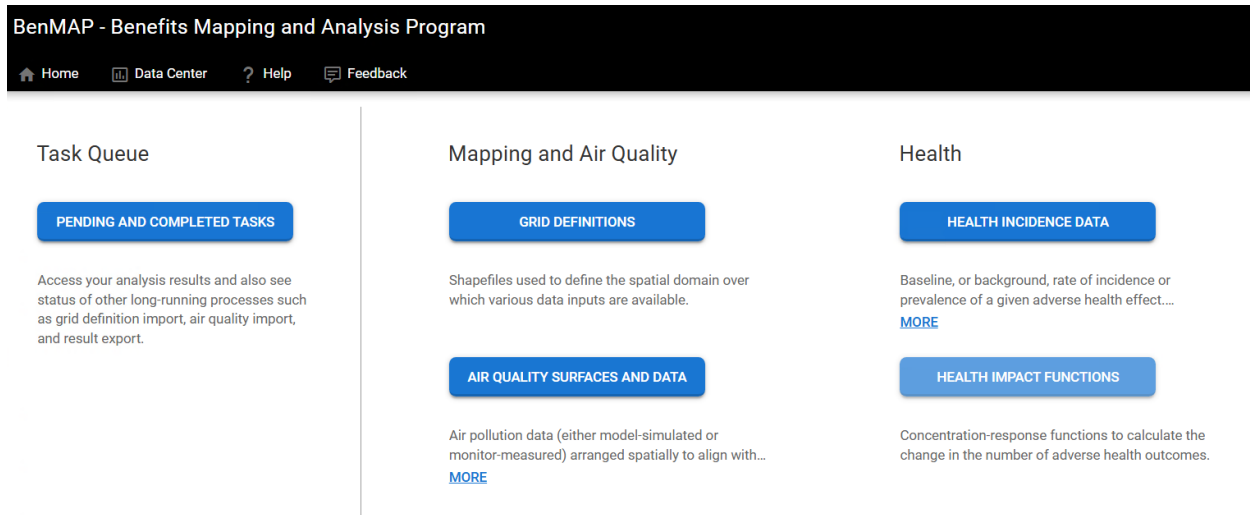 BenMAP - Benefits Mapping and Analysis Program
Home Data Center Help Feedback
Task Queue
PENDING AND COMPLETED TASKS
Access your analysis results and also see
status of other long-running processes such
as grid definition import, air quality import,
and result export.
Mapping and Air Quality
GRID DEFINITIONS
Shapefiles used to define the spatial domain over
which various data inputs are available.
AIR QUALITY SURFACES AND DATA
Air pollution data (either model-simulated or
monitor-measured) arranged spatially to align with...
MORE
Health
HEALTH INCIDENCE DATA
Baseline, or background, rate of incidence or
prevalence of a given adverse health effect....
MORE
HEALTH IMPACT FUNCTIONS
Concentration-response functions to calculate the
change in the number of adverse health outcomes.